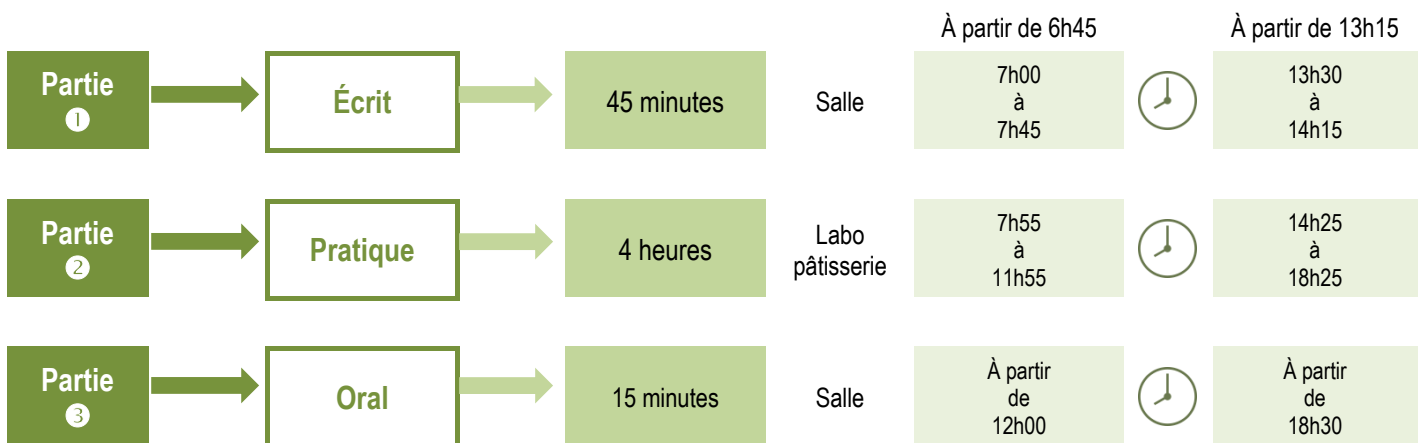 À partir de 6h45 À partir de 13h15
Partie
❶
Écrit
45 minutes
Salle
7h00
à
7h45
13h30
à
14h15
Partie
❷
Pratique
4 heures
Labo
pâtisserie
7h55
à
11h55
14h25
à
18h25
Partie
❸
Oral
15 minutes
Salle
À partir
de
12h00
À partir
de
18h30